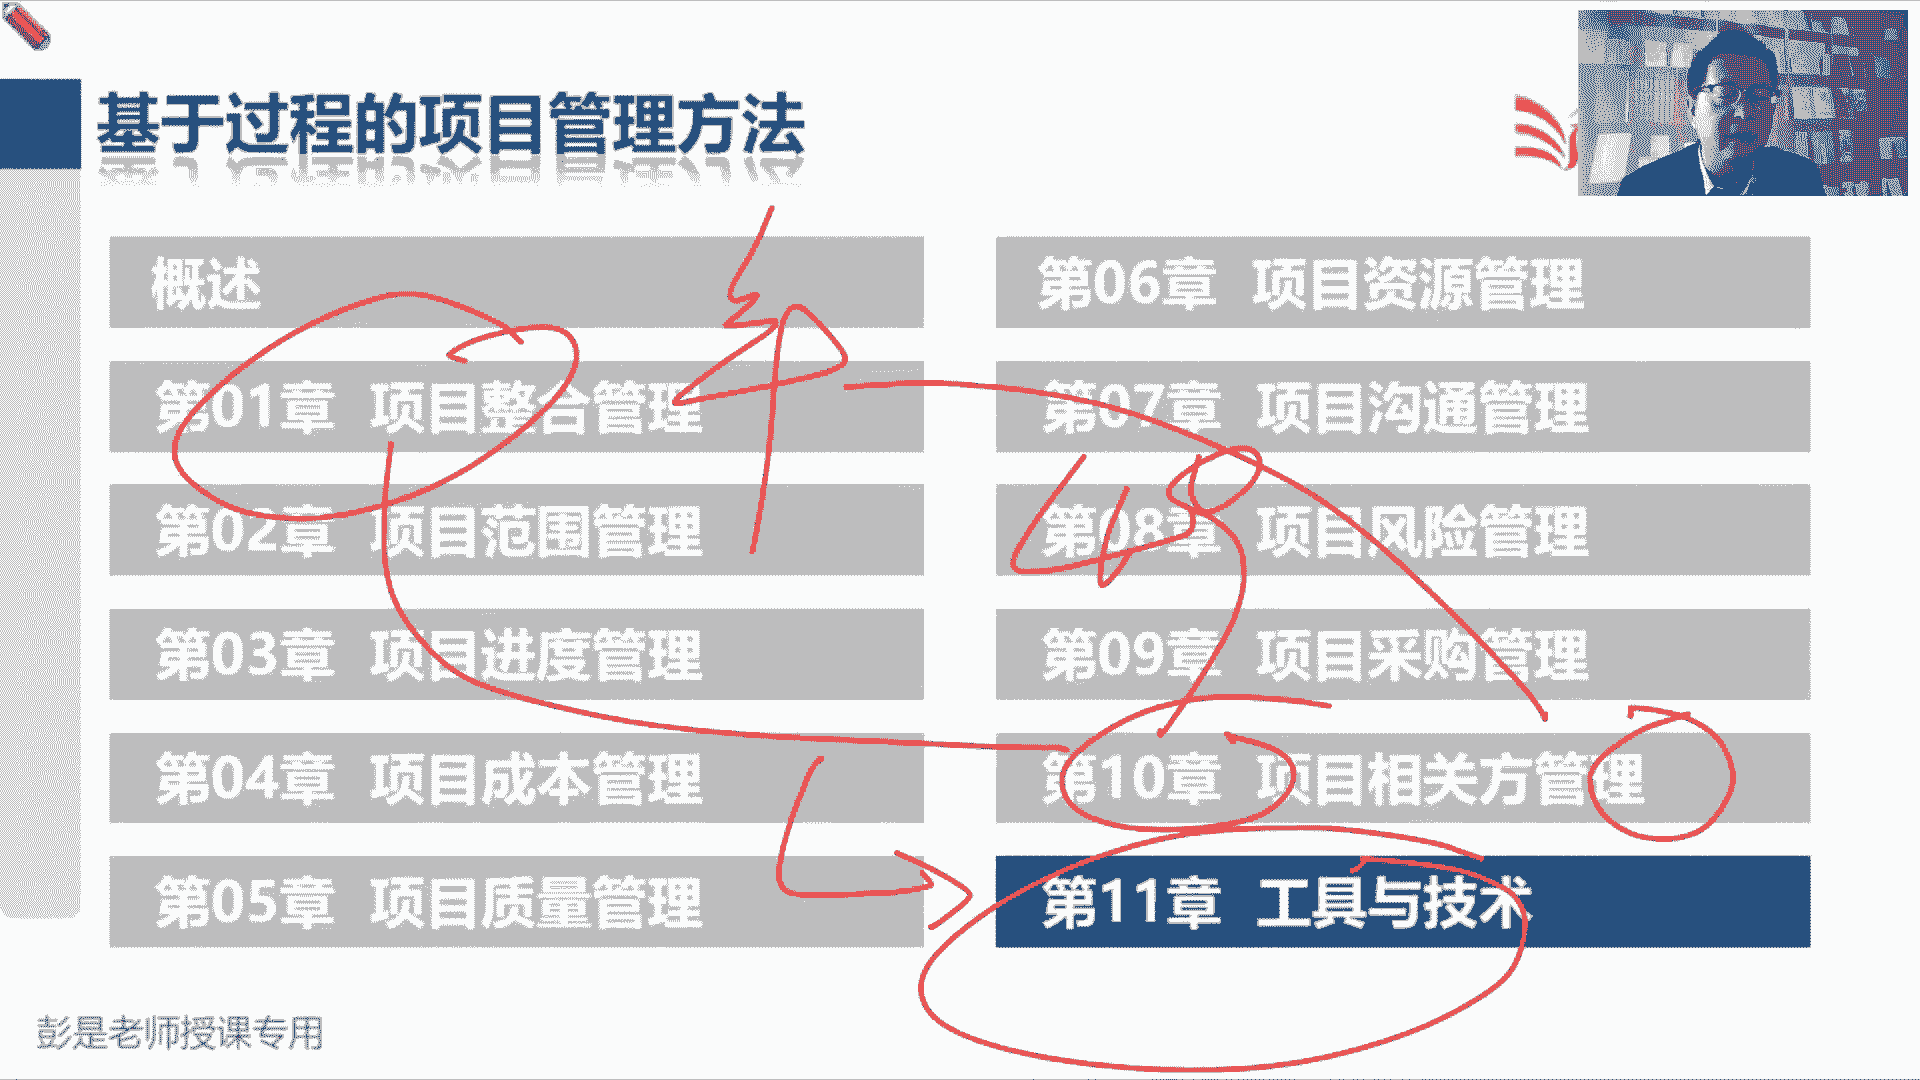 基于过程的项目管理方法
概述
第01章 项目整合管理
第02章 项目范围管理
第03章 项目进度管理
第04章 项目成本管理
第05章 项目质量管理
第06章 项目资源管理
第07章 项目沟通管理
第08章 项目风险管理
第09章 项目采购管理
第10章 项目相关方管理
第11章 工具与技术
彭是老师授课专用